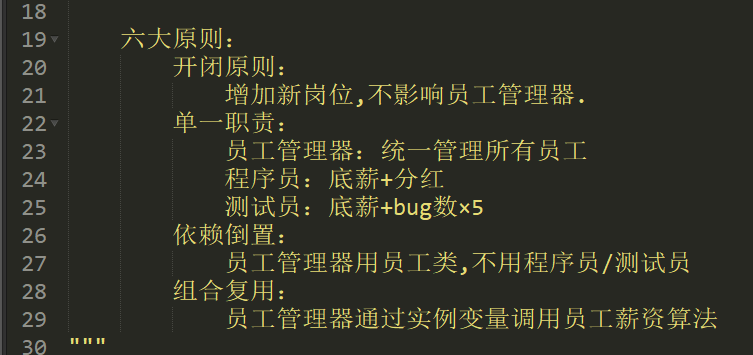 18
19 六大原则:
20 开闭原则:
21 增加新岗位,不影响员工管理器.
22 单一职责:
23 员工管理器: 统一管理所有员工
24 程序员: 底薪+分红
25 测试员: 底薪+bug数×5
26 依赖倒置:
27 员工管理器用员工类,不用程序员/测试员
28 组合复用:
29 员工管理器通过实例变量调用员工薪资算法
30 """